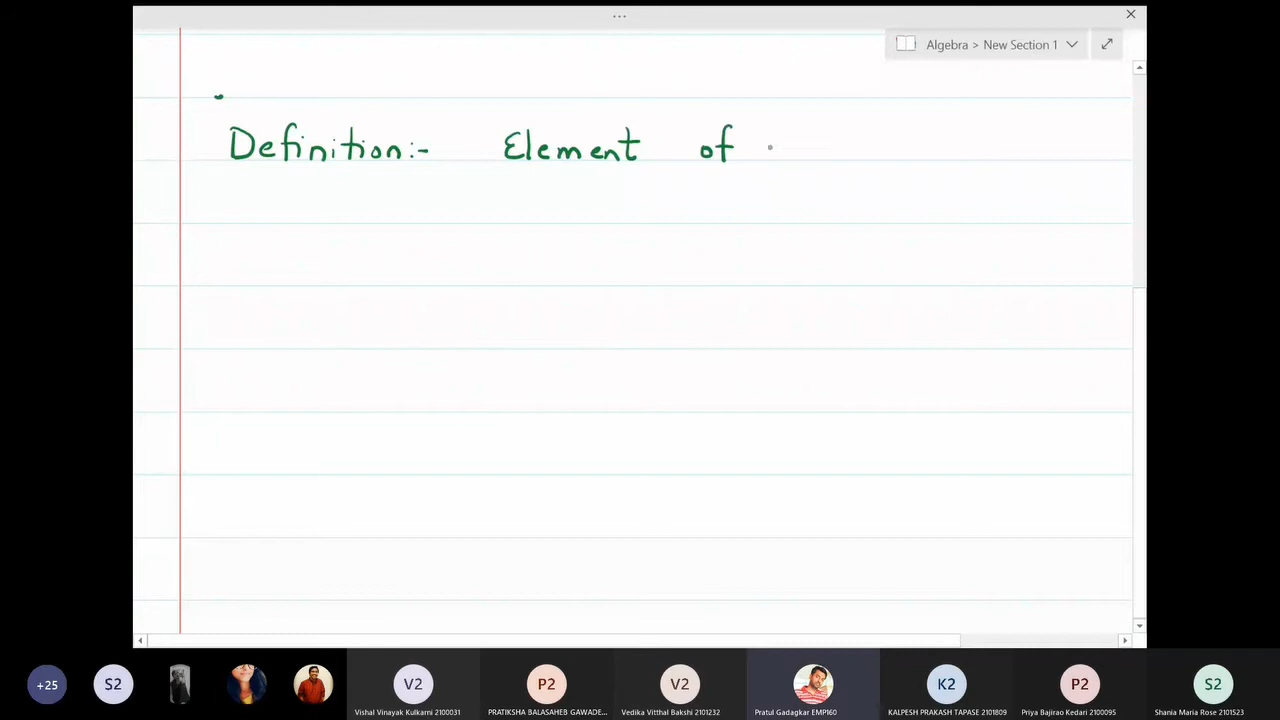 Algebra > New Section 1
Definition:- Element of
+25
S2
V2
P2
V2
K2
P2
S2
Vishal Vinayak Kulkarni 2100031
PRATIKSHA BALASAHEB GAWADE...
Vedika Vitthal Bakshi 2101232
Pratul Gadagkar EMP160
KALPESH PRAKASH TAPASE 2101809
Priya Bajirao Kedari 2100095
Shania Maria Rose 2101523